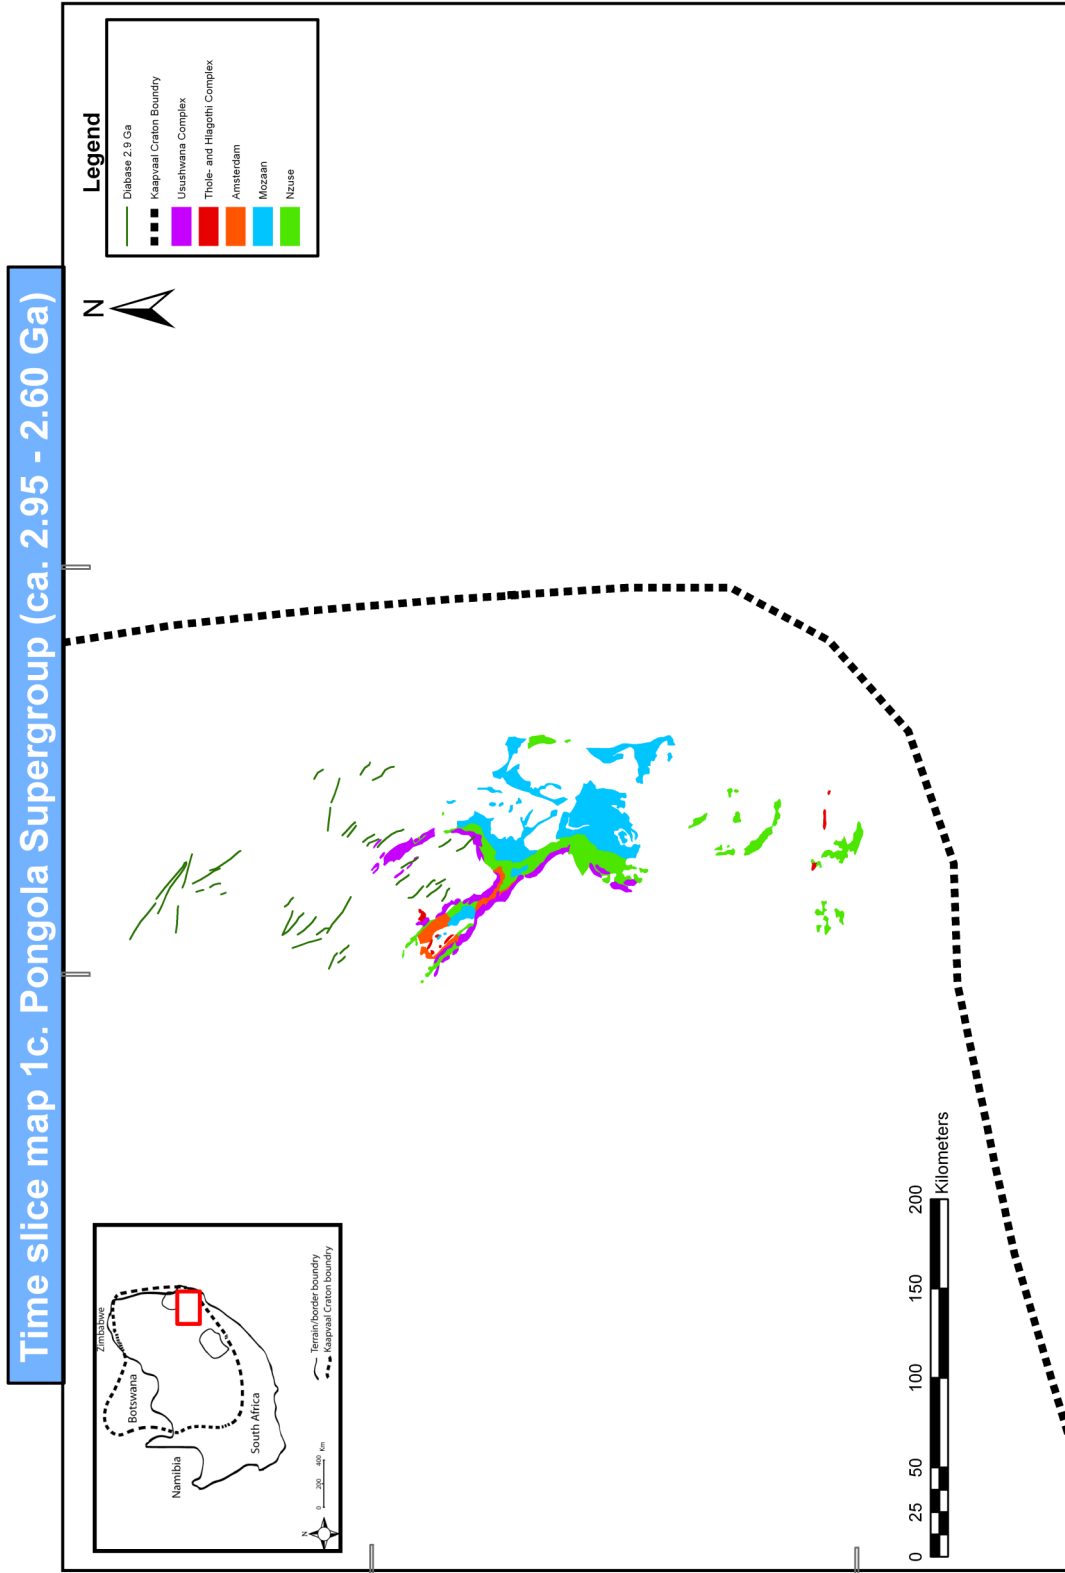 Time slice map 1c. Pongola Supergroup (ca. 2.95 - 2.60 Ga)
Zimbabwe
Botswana
Namibia
South Africa
N
0 200 400 Km
Terrain/border boundry
Kaapvaal Craton boundry
N
Legend
Diabase 2.9 Ga
Kaapvaal Craton Boundry
Usushwana Complex
Thole- and Hlagothi Complex
Amsterdam
Mozaan
Nzuse
0 25 50 100 150 200
Kilometers